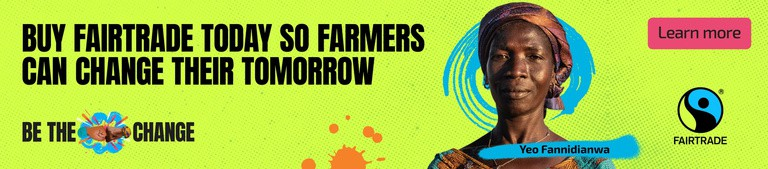 BUY FAIRTRADE TODAY SO FARMERS
CAN CHANGE THEIR TOMORROW
BE THE CHANGE
Yeo Fannidianwa
Learn more
®
FAIRTRADE